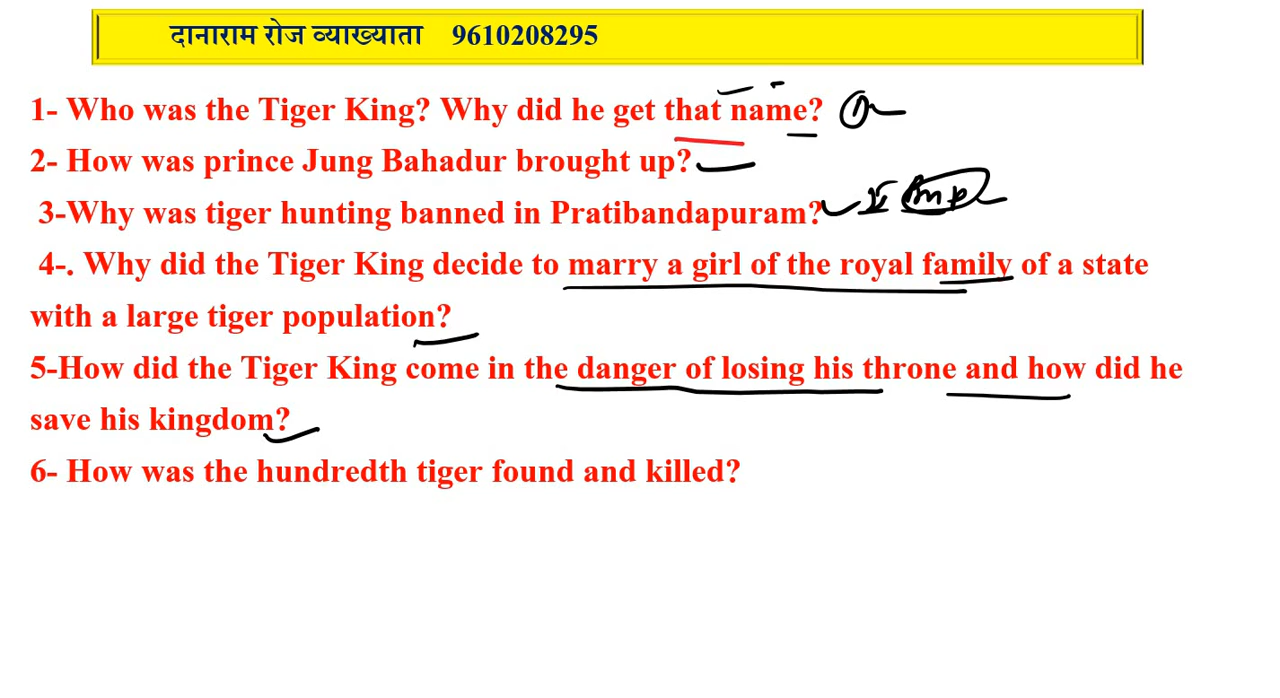 दानाराम रोज व्याख्याता 9610208295
1- Who was the Tiger King? Why did he get that name?
2- How was prince Jung Bahadur brought up?
3-Why was tiger hunting banned in Pratibandapuram? Imp
4-. Why did the Tiger King decide to marry a girl of the royal family of a state
with a large tiger population?
5-How did the Tiger King come in the danger of losing his throne and how did he
save his kingdom?
6- How was the hundredth tiger found and killed?